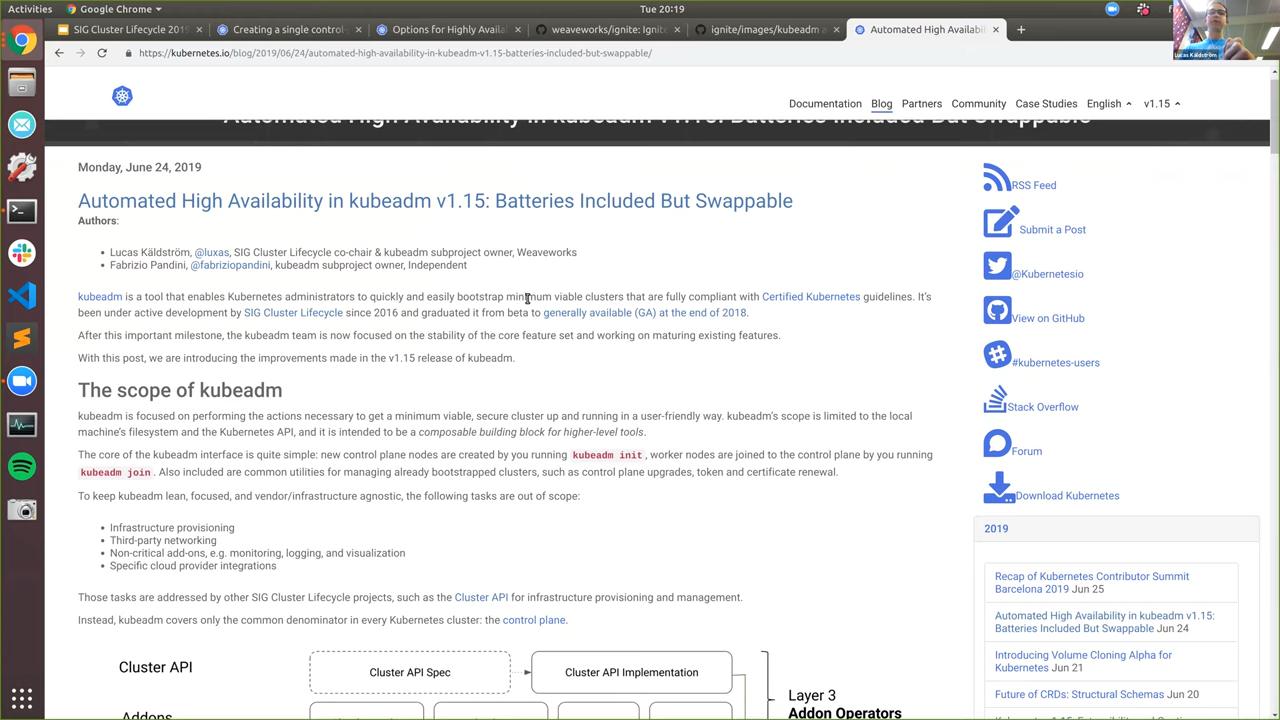 Activities
Google Chrome
Tue 20:19
SIG Cluster Lifecycle 201
Creating a single control-
Options for Highly Availa
weaveworks/ignite: Ignite
ignite/images/kubeadm a
Automated High Availabili
https://kubernetes.io/blog/2019/06/24/automated-high-availability-in-kubeadm-v1.15-batteries-included-but-swappable/
Lucas Käldström
Documentation
Blog
Partners
Community
Case Studies
English
v1.15
Automated High Availability in kubeadm v1.15: Batteries Included But Swappable
Monday, June 24, 2019
Automated High Availability in kubeadm v1.15: Batteries Included But Swappable
Authors:
• Lucas Käldström, @luxas, SIG Cluster Lifecycle co-chair & kubeadm subproject owner, Weaveworks
• Fabrizio Pandini, @fabriziopandini, kubeadm subproject owner, Independent
kubeadm is a tool that enables Kubernetes administrators to quickly and easily bootstrap minimum viable clusters that are fully compliant with Certified Kubernetes guidelines. It's
been under active development by SIG Cluster Lifecycle since 2016 and graduated it from beta to generally available (GA) at the end of 2018.
After this important milestone, the kubeadm team is now focused on the stability of the core feature set and working on maturing existing features.
With this post, we are introducing the improvements made in the v1.15 release of kubeadm.
The scope of kubeadm
kubeadm is focused on performing the actions necessary to get a minimum viable, secure cluster up and running in a user-friendly way. kubeadm's scope is limited to the local
machine's filesystem and the Kubernetes API, and it is intended to be a composable building block for higher-level tools.
The core of the kubeadm interface is quite simple: new control plane nodes are created by you running kubeadm init, worker nodes are joined to the control plane by you running
kubeadm join. Also included are common utilities for managing already bootstrapped clusters, such as control plane upgrades, token and certificate renewal.
To keep kubeadm lean, focused, and vendor/infrastructure agnostic, the following tasks are out of scope:
• Infrastructure provisioning
• Third-party networking
• Non-critical add-ons, e.g. monitoring, logging, and visualization
• Specific cloud provider integrations
Those tasks are addressed by other SIG Cluster Lifecycle projects, such as the Cluster API for infrastructure provisioning and management.
Instead, kubeadm covers only the common denominator in every Kubernetes cluster: the control plane.
Cluster API
Cluster API Spec
Cluster API Implementation
Layer 3
Addon Operators
Addons
RSS Feed
Submit a Post
@Kubernetesio
View on GitHub
#kubernetes-users
Stack Overflow
Forum
Download Kubernetes
2019
Recap of Kubernetes Contributor Summit
Barcelona 2019 Jun 25
Automated High Availability in kubeadm v1.15:
Batteries Included But Swappable Jun 24
Introducing Volume Cloning Alpha for
Kubernetes Jun 21
Future of CRDs: Structural Schemas Jun 20